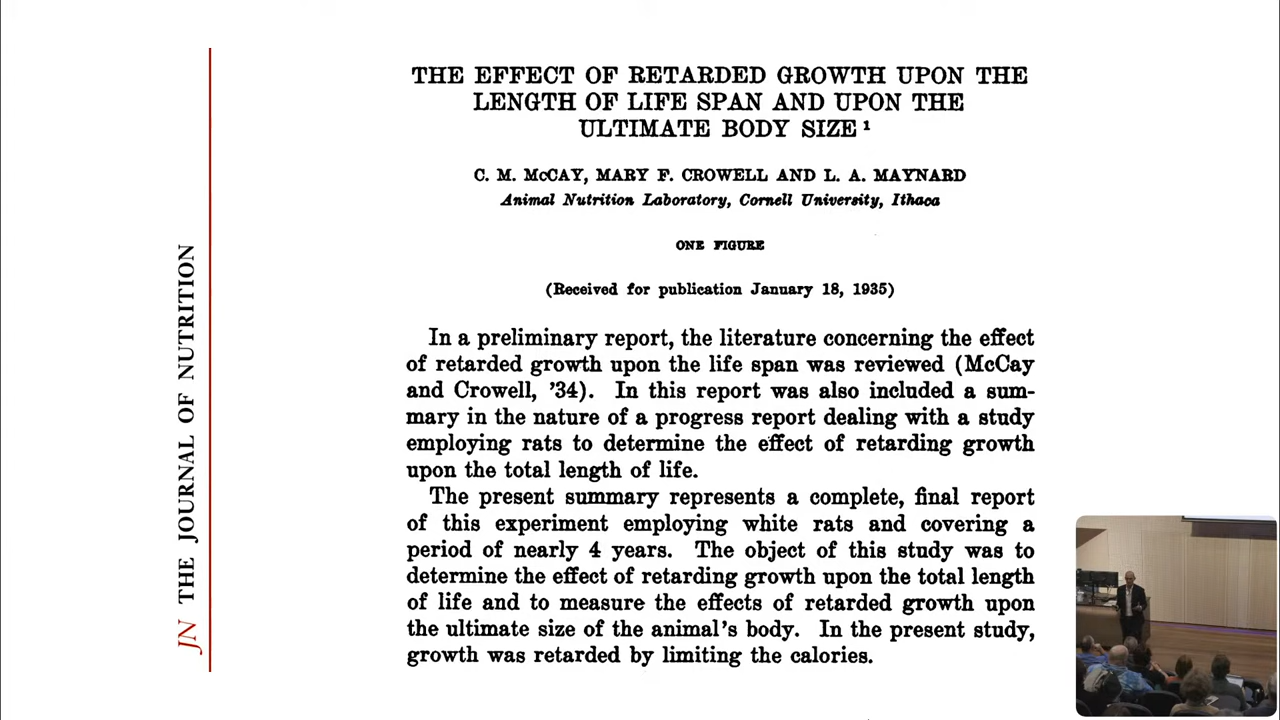 THE EFFECT OF RETARDED GROWTH UPON THE
LENGTH OF LIFE SPAN AND UPON THE
ULTIMATE BODY SIZE ¹
C. M. McCAY, MARY F. CROWELL AND L. A. MAYNARD
Animal Nutrition Laboratory, Cornell University, Ithaca
ONE FIGURE
(Received for publication January 18, 1935)
In a preliminary report, the literature concerning the effect
of retarded growth upon the life span was reviewed (McCay
and Crowell, ’34). In this report was also included a sum-
mary in the nature of a progress report dealing with a study
employing rats to determine the effect of retarding growth
upon the total length of life.
The present summary represents a complete, final report
of this experiment employing white rats and covering a
period of nearly 4 years. The object of this study was to
determine the effect of retarding growth upon the total length
of life and to measure the effects of retarded growth upon
the ultimate size of the animal’s body. In the present study,
growth was retarded by limiting the calories.
JN THE JOURNAL OF NUTRITION